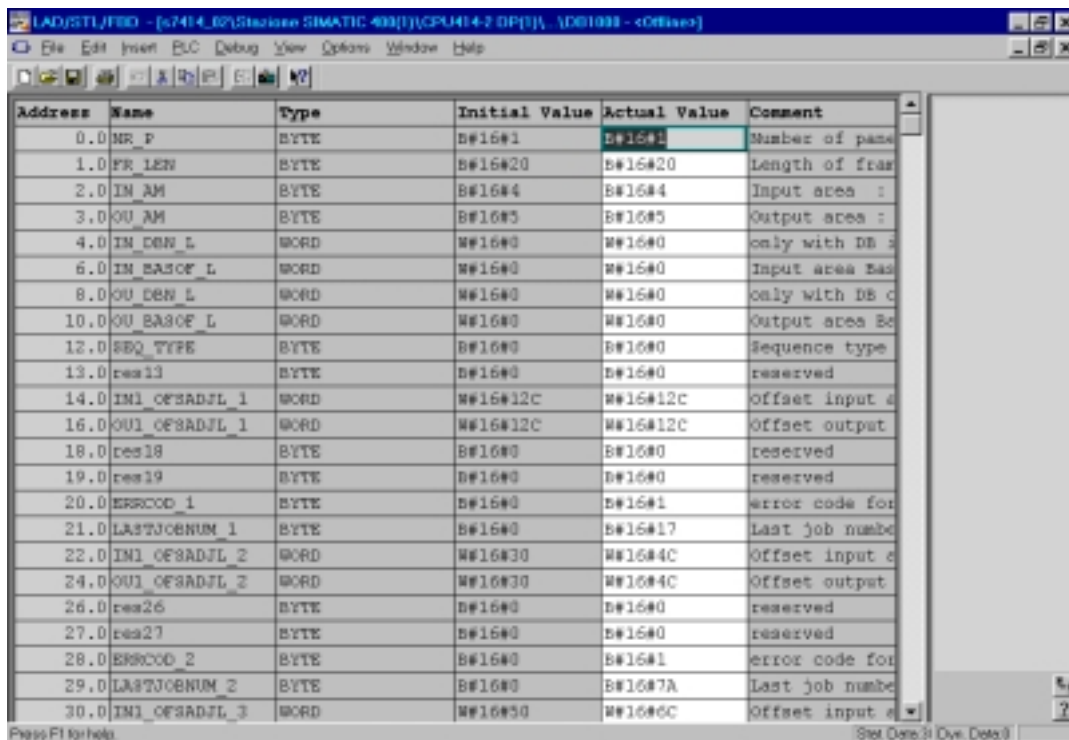 LAD/STL/FBD - [s7414_02\Stazione SIMATIC 400(1)\CPU414-2 DP(1)\...\DB1000 - <Offline>]
File Edit Insert PLC Debug View Options Window Help
Address Name Type Initial Value Actual Value Comment
0.0 NR_P BYTE B#16#1 B#16#1 Number of pane
1.0 FR_LEN BYTE B#16#20 B#16#20 Length of fram
2.0 IN_AM BYTE B#16#4 B#16#4 Input area :
3.0 OU_AM BYTE B#16#5 B#16#5 Output area :
4.0 IN_DBN_L WORD W#16#0 W#16#0 only with DB i
6.0 IN_BASOF_L WORD W#16#0 W#16#0 Input area Bas
8.0 OU_DBN_L WORD W#16#0 W#16#0 only with DB o
10.0 OU_BASOF_L WORD W#16#0 W#16#0 Output area Ba
12.0 SEQ_TYPE BYTE B#16#0 B#16#0 Sequence type
13.0 res13 BYTE B#16#0 B#16#0 reserved
14.0 IN1_OFSADJL_1 WORD W#16#12C W#16#12C Offset input a
16.0 OU1_OFSADJL_1 WORD W#16#12C W#16#12C Offset output
18.0 res18 BYTE B#16#0 B#16#0 reserved
19.0 res19 BYTE B#16#0 B#16#0 reserved
20.0 ERRCOD_1 BYTE B#16#0 B#16#1 error code for
21.0 LASTJOBNUM_1 BYTE B#16#0 B#16#17 Last job numbe
22.0 IN1_OFSADJL_2 WORD W#16#30 W#16#4C Offset input a
24.0 OU1_OFSADJL_2 WORD W#16#30 W#16#4C Offset output
26.0 res26 BYTE B#16#0 B#16#0 reserved
27.0 res27 BYTE B#16#0 B#16#0 reserved
28.0 ERRCOD_2 BYTE B#16#0 B#16#1 error code for
29.0 LASTJOBNUM_2 BYTE B#16#0 B#16#7A Last job numbe
30.0 IN1_OFSADJL_3 WORD W#16#50 W#16#6C Offset input a
Press F1 for help. Stat. Data: Dyn. Data:0